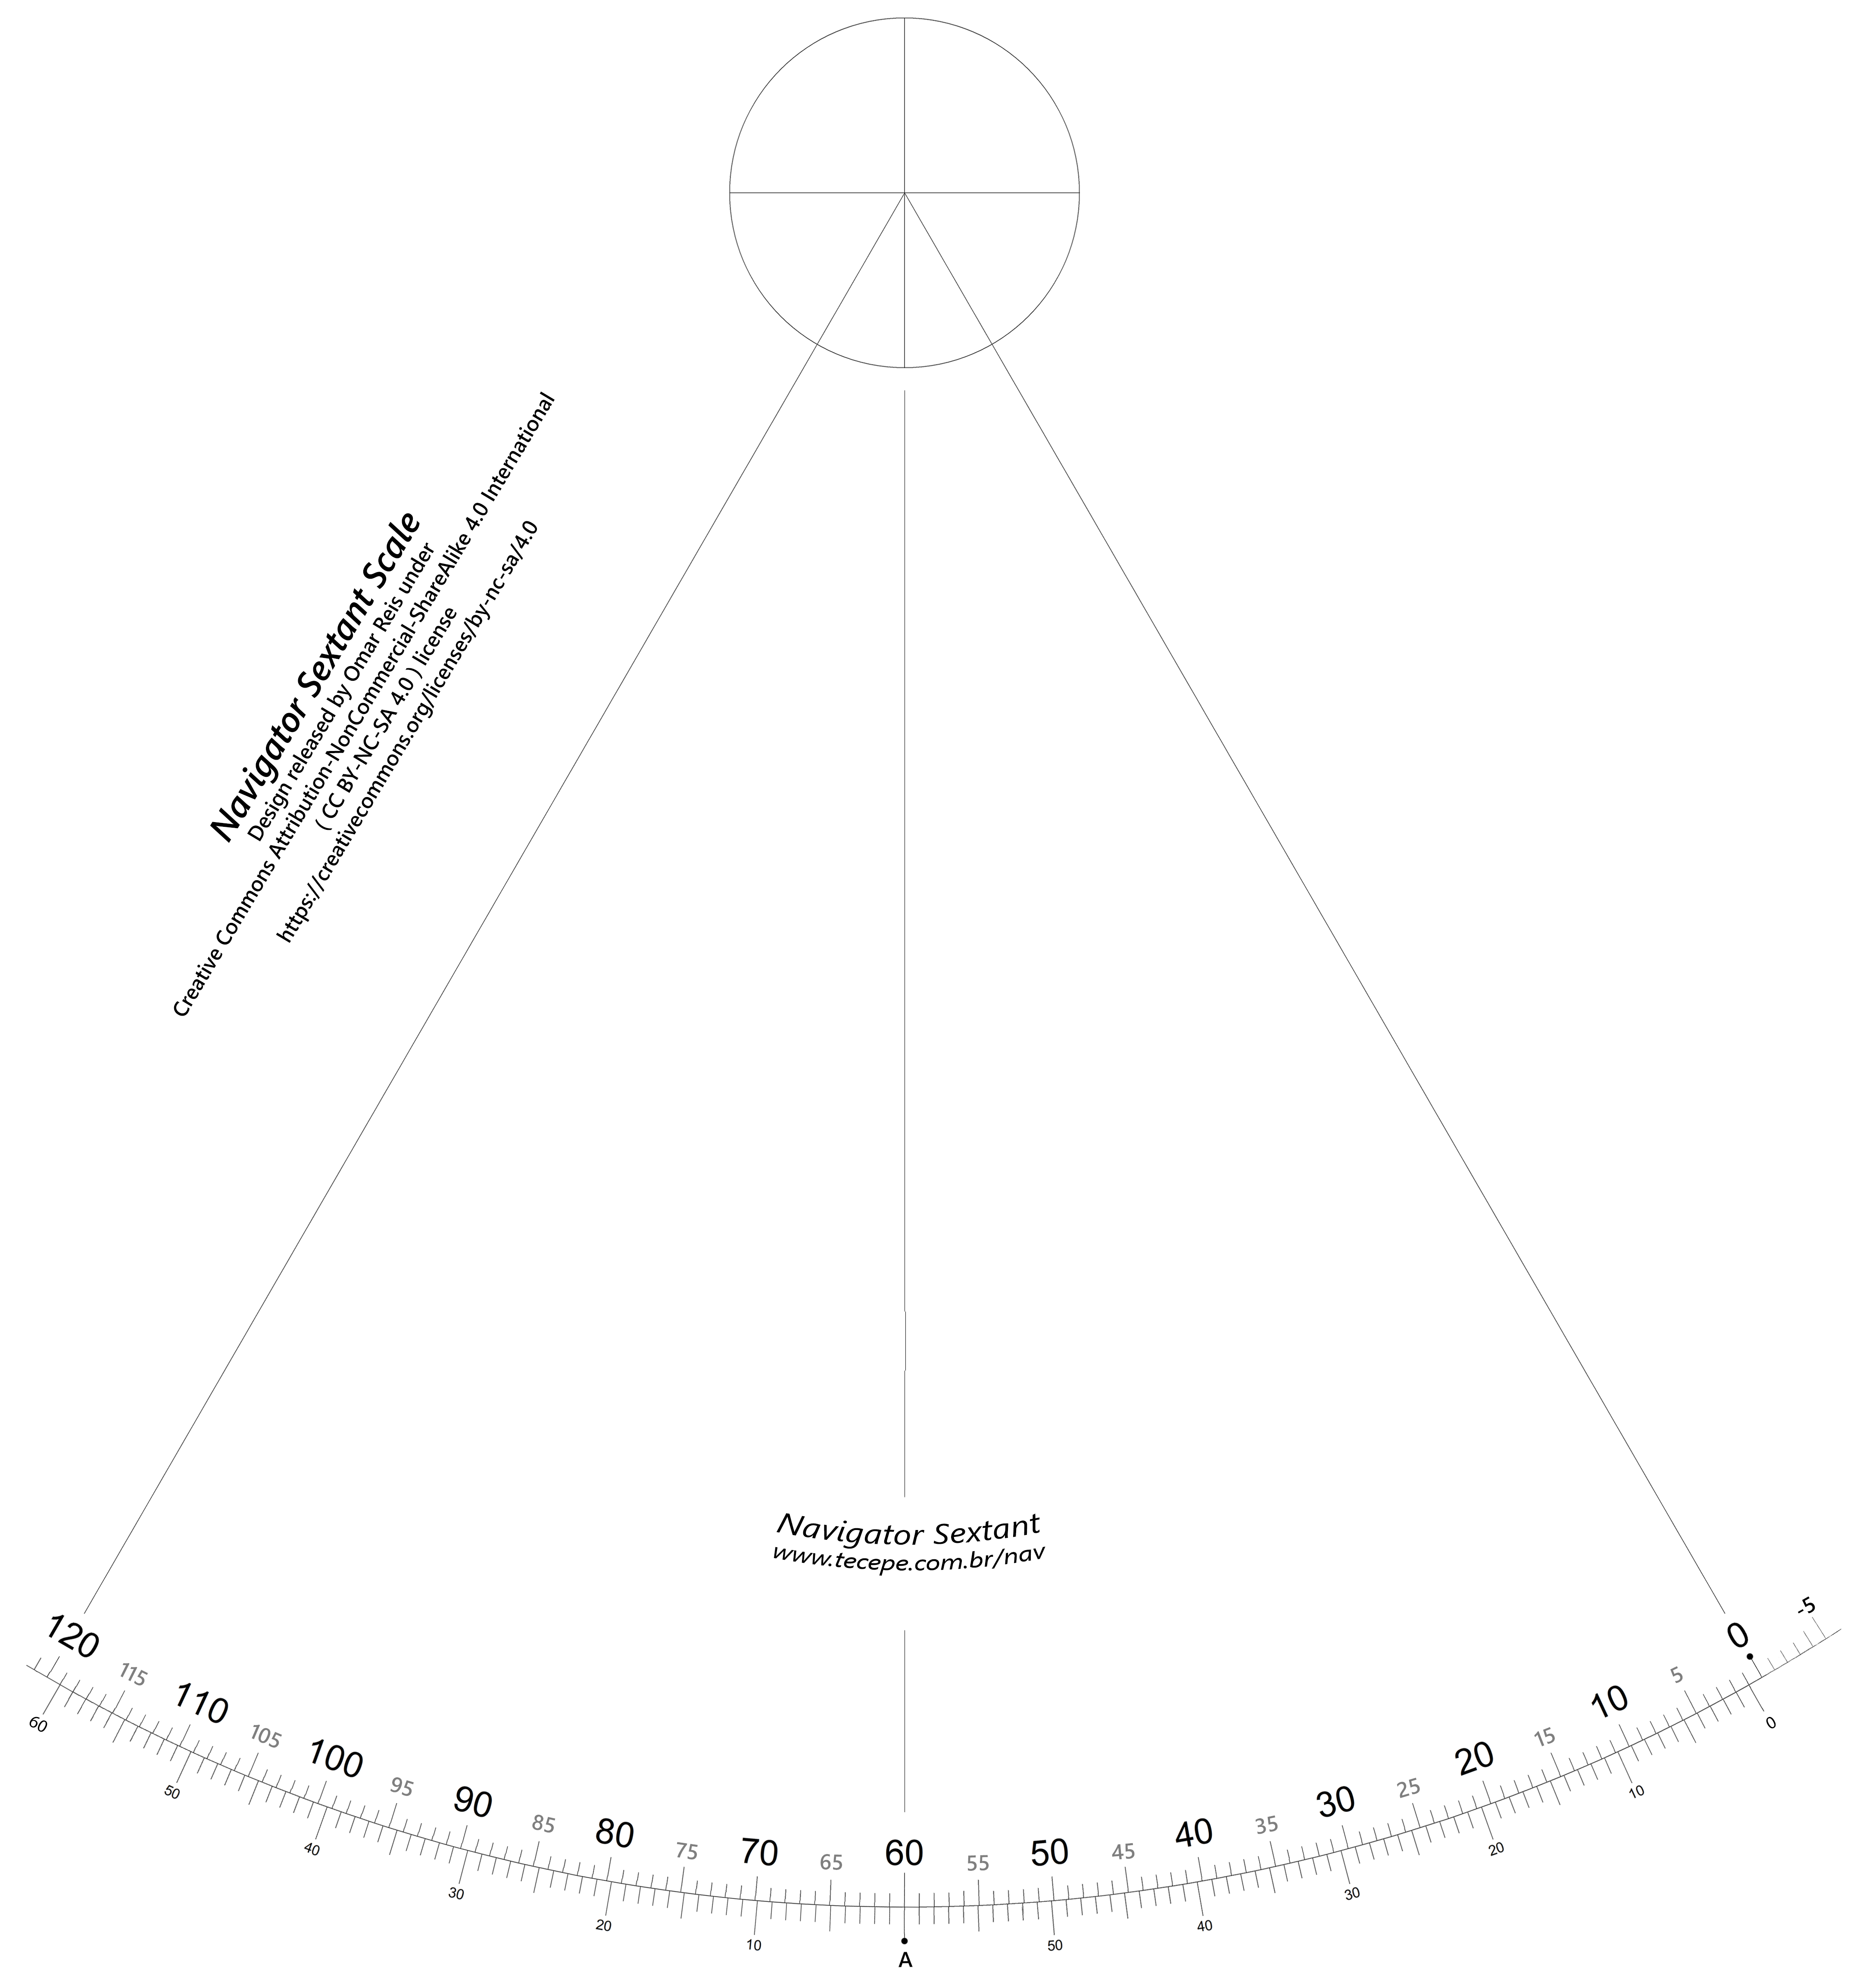 Navigator Sextant Scale
Design released by Omar Reis under
Creative Commons Attribution-NonCommercial-ShareAlike 4.0 International
( CC BY-NC-SA 4.0 ) license
https://creativecommons.org/licenses/by-nc-sa/4.0
Navigator Sextant
www.tecepe.com.br/nav
120 115 110 105 100 95 90 85 80 75 70 65 60 55 50 45 40 35 30 25 20 15 10 5 0 -5
60 50 40 30 20 10 A 50 40 30 20 10 0